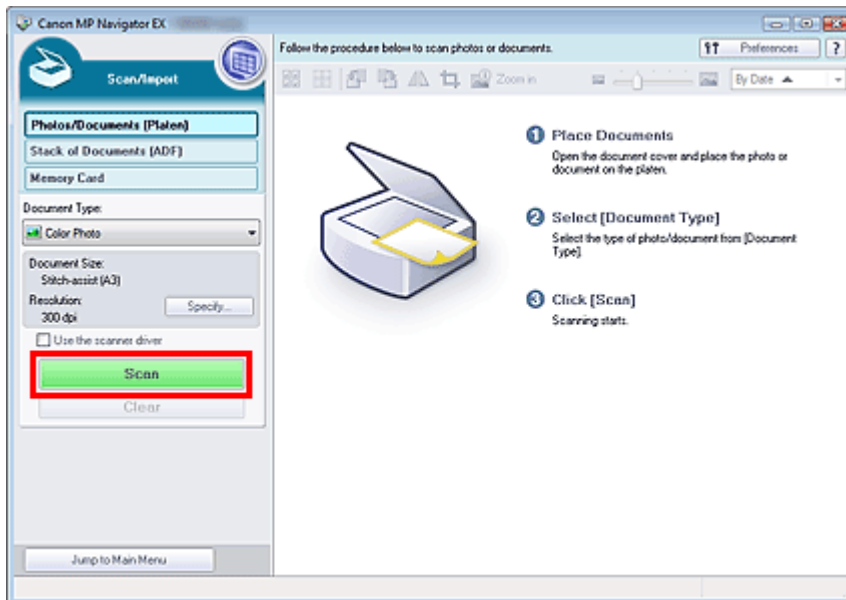 Canon MP Navigator EX
Scan/Import
Photos/Documents (Platen)
Stack of Documents (ADF)
Memory Card
Document Type:
Color Photo
Document Size:
Stitch-assist (A3)
Resolution:
300 dpi
Specify...
Use the scanner driver
Scan
Clear
Jump to Main Menu
Follow the procedure below to scan photos or documents.
Preferences
?
Zoom in
By Date
1 Place Documents
Open the document cover and place the photo or
document on the platen.
2 Select [Document Type]
Select the type of photo/document from [Document
Type].
3 Click [Scan]
Scanning starts.